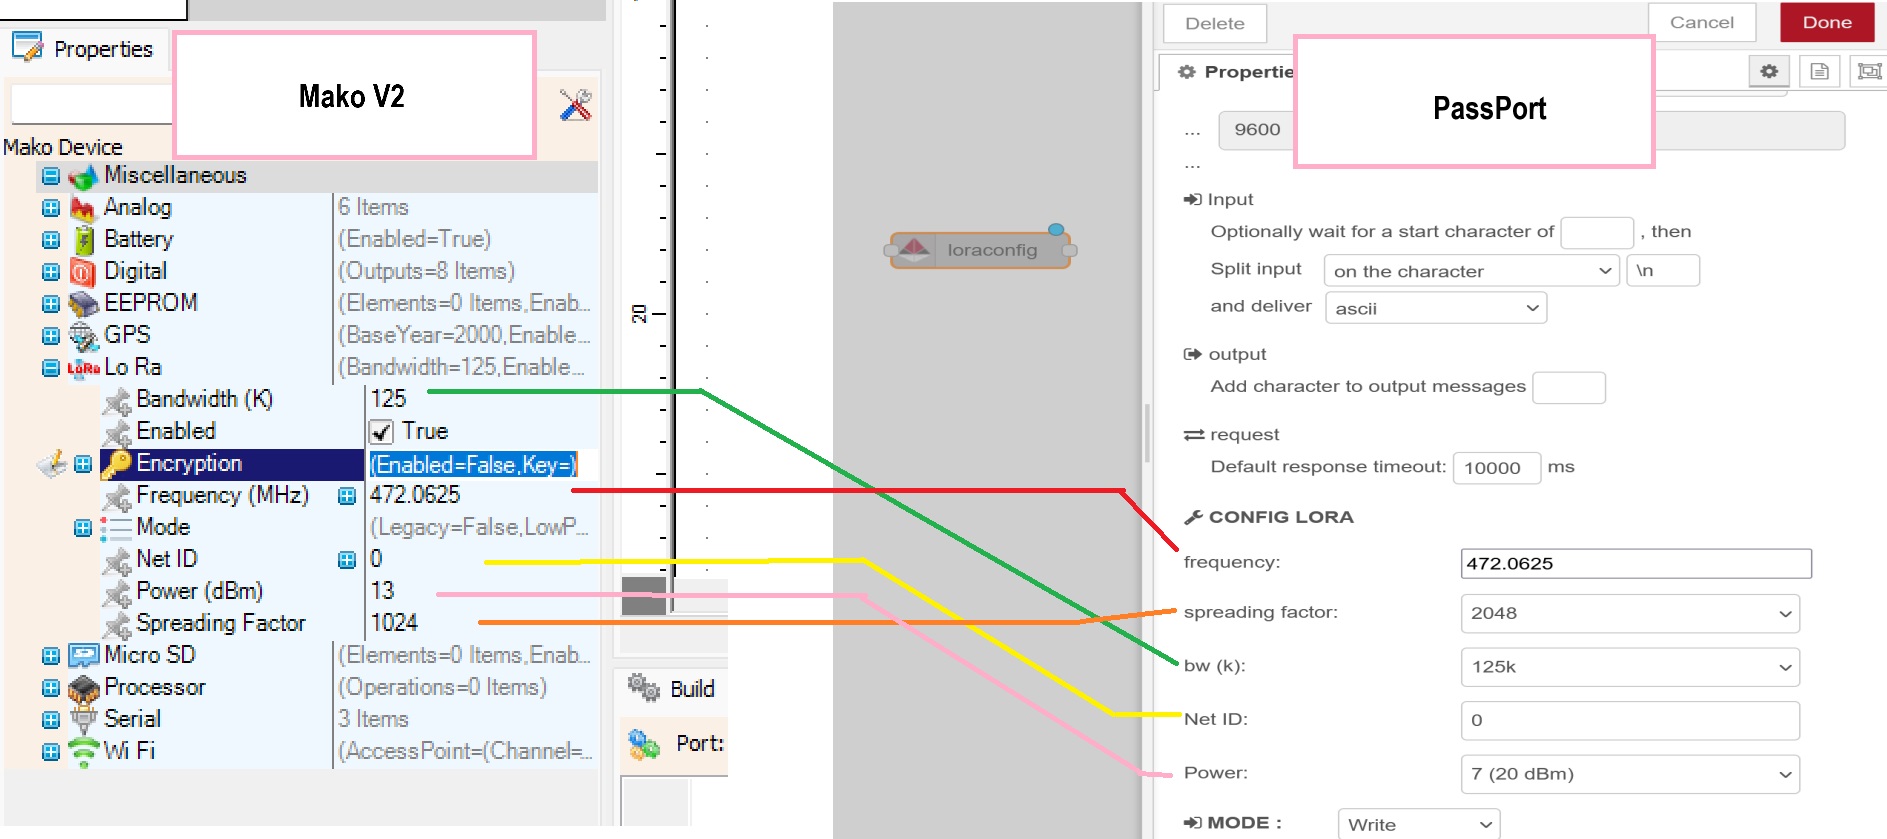 Properties
Mako V2
Mako Device
Miscellaneous
Analog 6 Items
Battery (Enabled=True)
Digital (Outputs=8 Items)
EEPROM (Elements=0 Items,Enab...
GPS (BaseYear=2000,Enable...
LoRa Lo Ra (Bandwidth=125,Enable...
Bandwidth (K) 125
Enabled True
Encryption (Enabled=False,Key=)
Frequency (MHz) 472.0625
Mode (Legacy=False,LowP...
Net ID 0
Power (dBm) 13
Spreading Factor 1024
Micro SD (Elements=0 Items,Enab...
Processor (Operations=0 Items)
Serial 3 Items
Wi Fi (AccessPoint=(Channel=...
20
Build
Port:
loraconfig
Delete Cancel Done
Propertie
PassPort
... 9600
...
Input
Optionally wait for a start character of , then
Split input on the character \n
and deliver ascii
output
Add character to output messages
request
Default response timeout: 10000 ms
CONFIG LORA
frequency: 472.0625
spreading factor: 2048
bw (k): 125k
Net ID: 0
Power: 7 (20 dBm)
MODE : Write